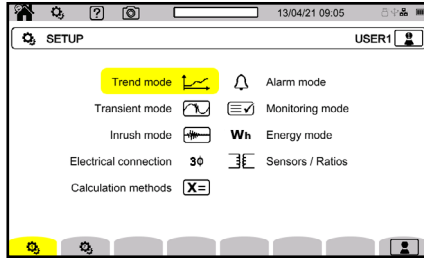 ? 13/04/21 09:05
SETUP USER1
Trend mode Alarm mode
Transient mode Monitoring mode
Inrush mode Wh Energy mode
Electrical connection 3φ Sensors / Ratios
Calculation methods X=